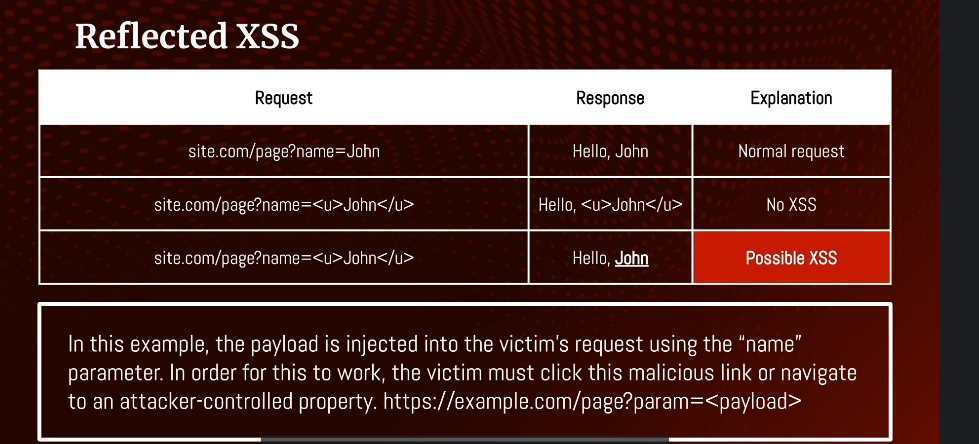 Reflected XSS
Request Response Explanation
site.com/page?name=John Hello, John Normal request
site.com/page?name=<u>John</u> Hello, <u>John</u> No XSS
site.com/page?name=<u>John</u> Hello, John Possible XSS
In this example, the payload is injected into the victim's request using the “name”
parameter. In order for this to work, the victim must click this malicious link or navigate
to an attacker-controlled property. https://example.com/page?param=<payload>